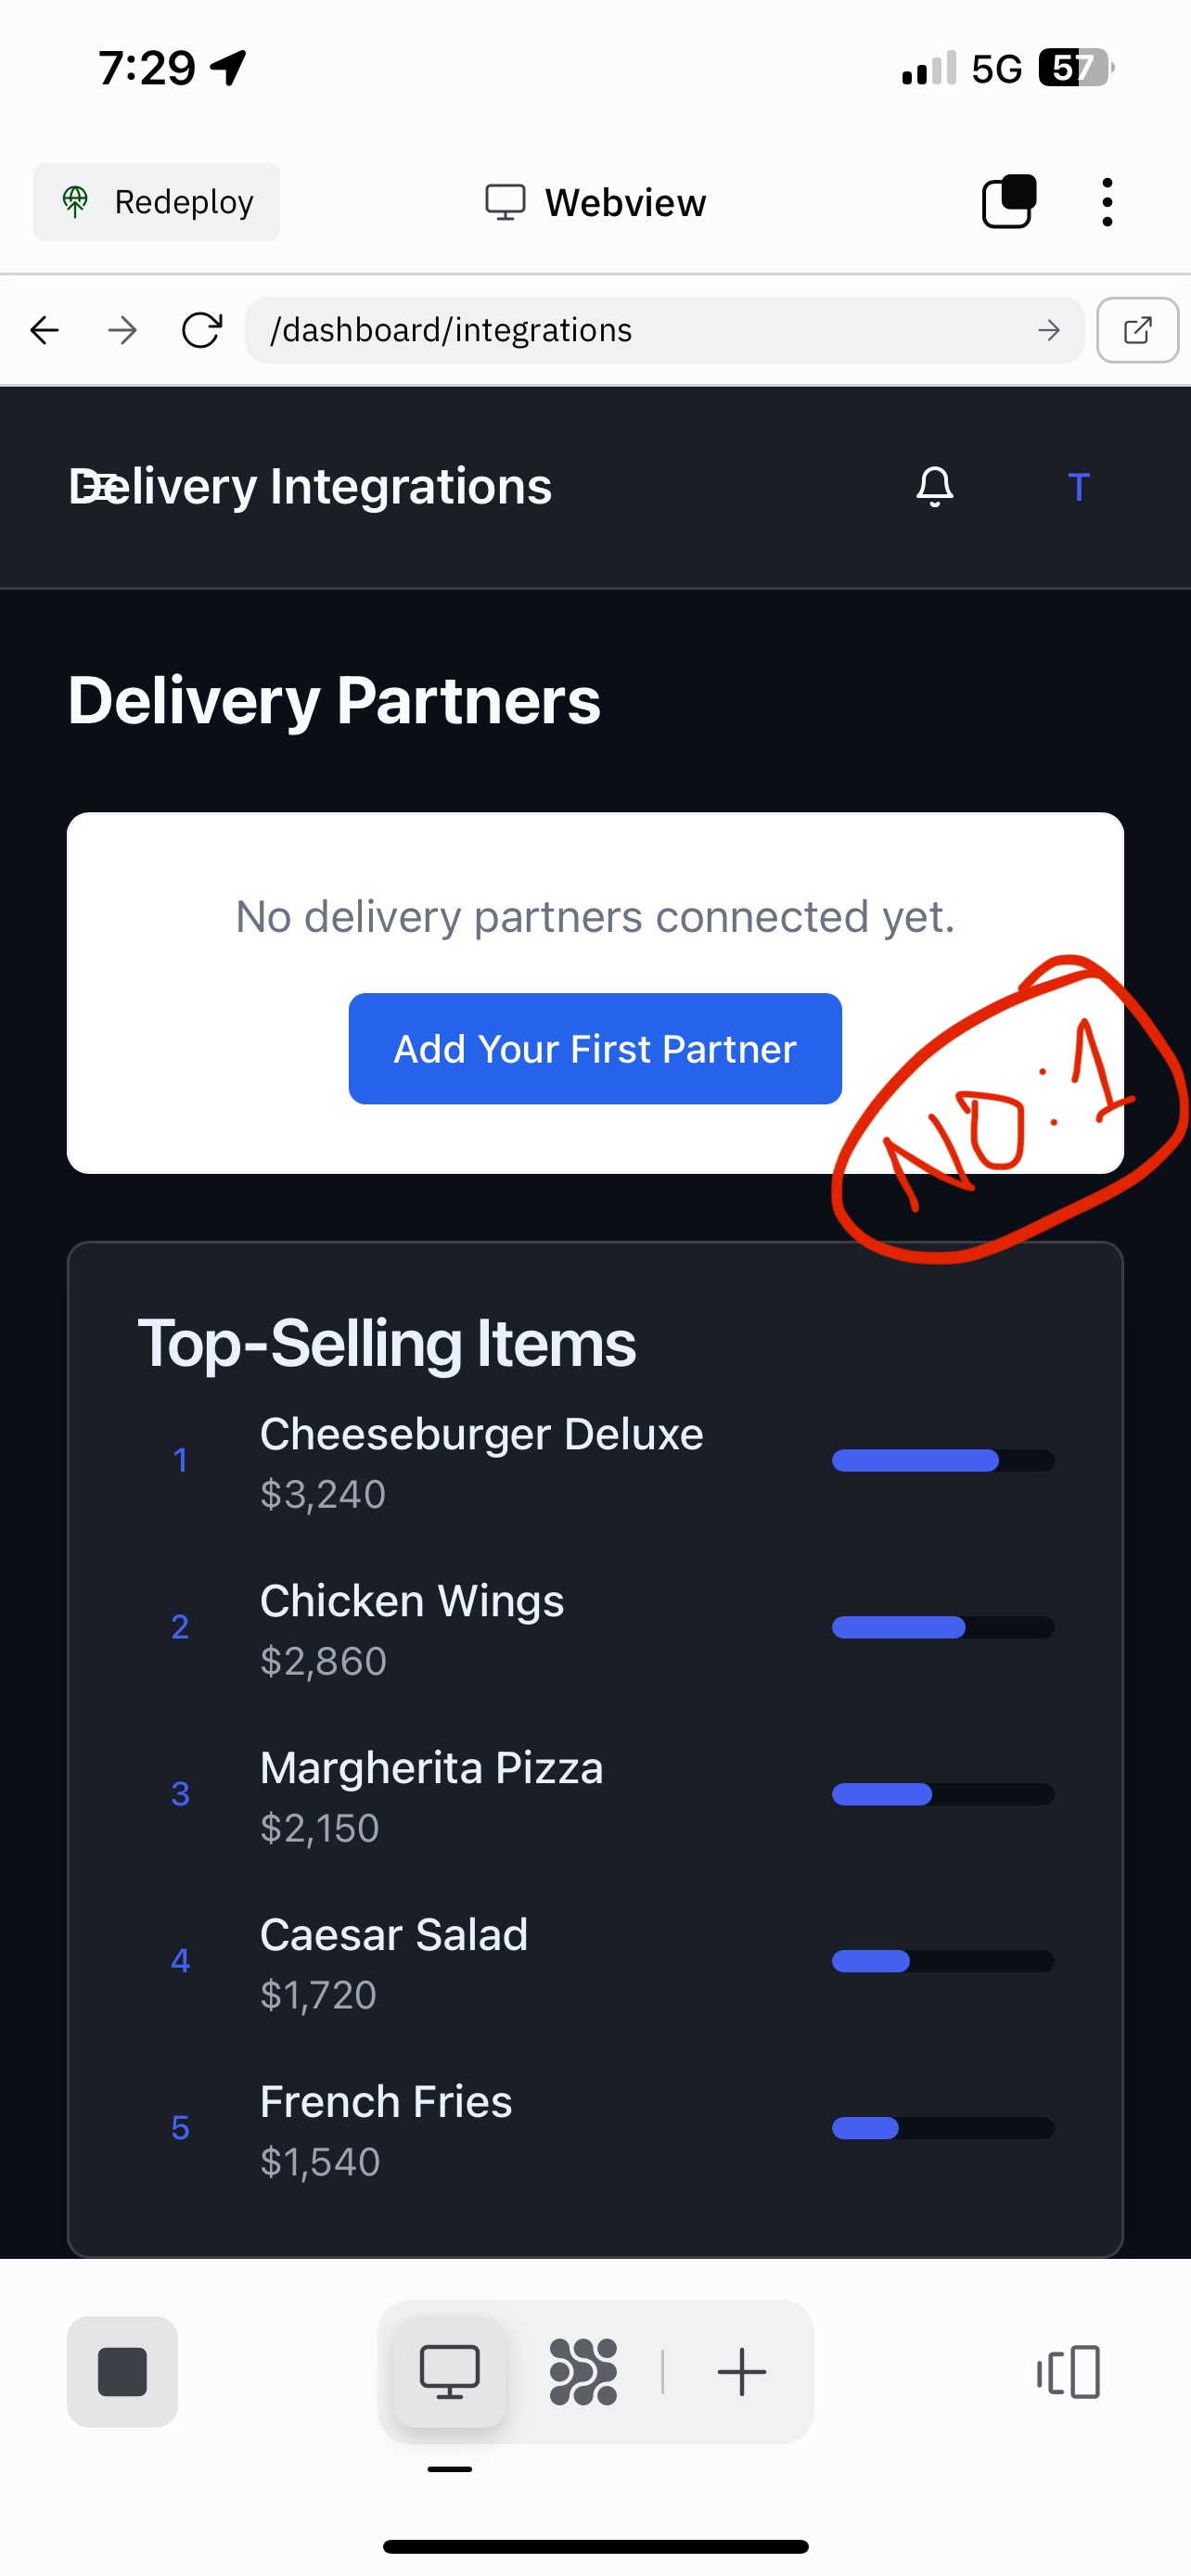 7:29
5G 57
Redeploy
Webview
/dashboard/integrations
Delivery Integrations
T
Delivery Partners
No delivery partners connected yet.
Add Your First Partner
NO:1
Top-Selling Items
1
Cheeseburger Deluxe
$3,240
2
Chicken Wings
$2,860
3
Margherita Pizza
$2,150
4
Caesar Salad
$1,720
5
French Fries
$1,540